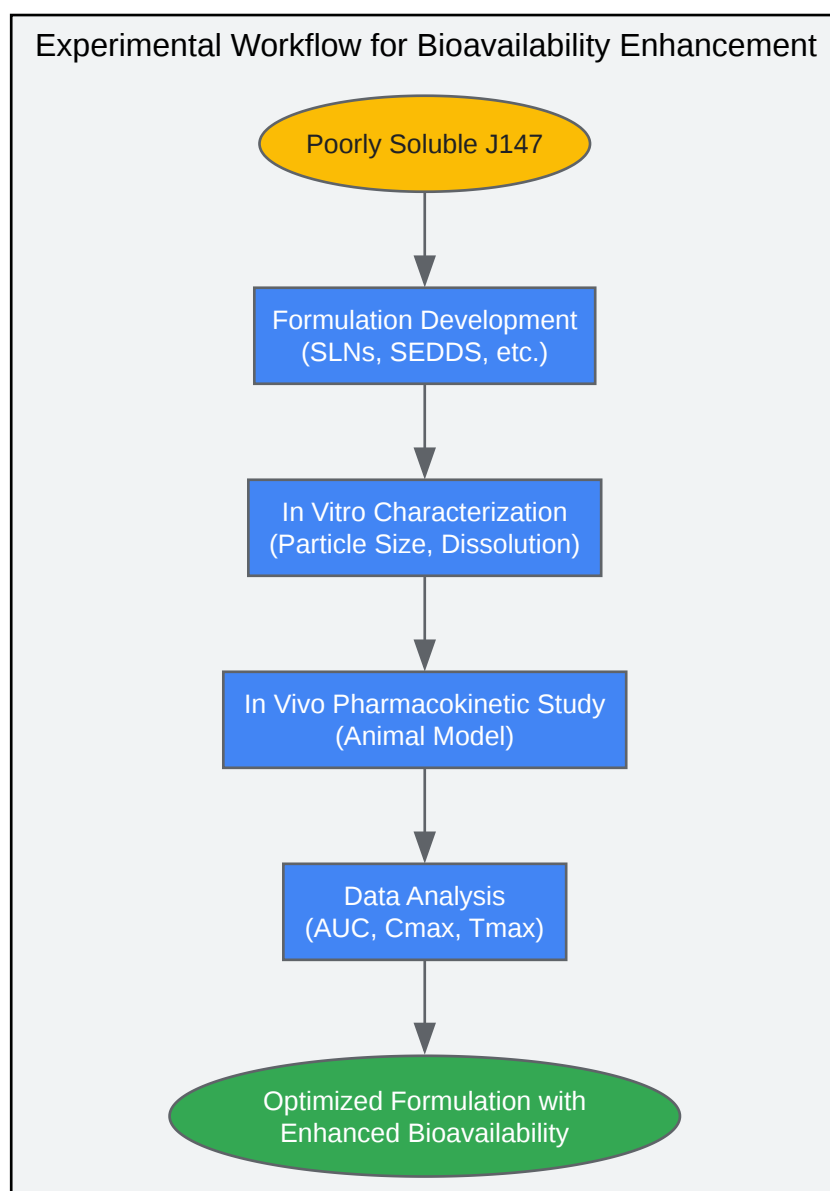 Experimental Workflow for Bioavailability Enhancement
Poorly Soluble J147
Formulation Development
(SLNs, SEDDS, etc.)
In Vitro Characterization
(Particle Size, Dissolution)
In Vivo Pharmacokinetic Study
(Animal Model)
Data Analysis
(AUC, Cmax, Tmax)
Optimized Formulation with
Enhanced Bioavailability